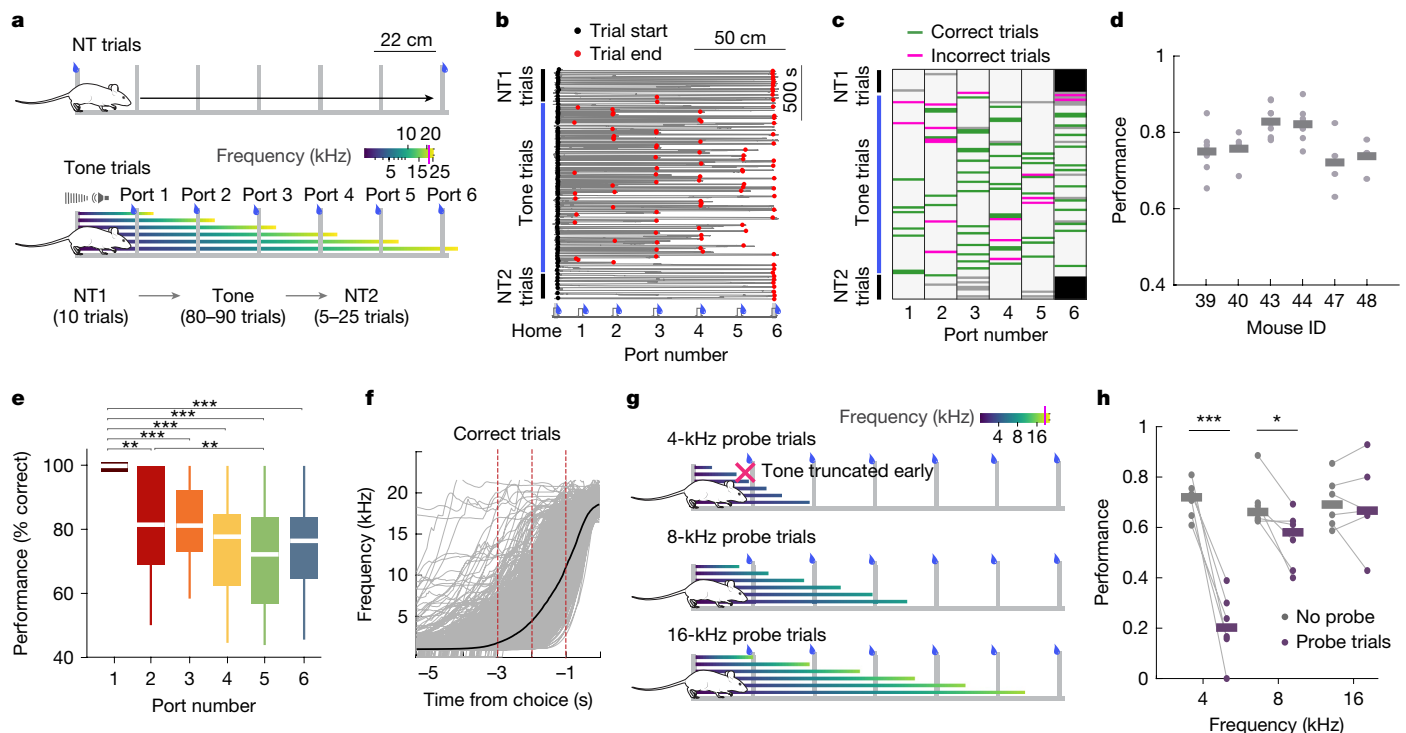 a
NT trials
22 cm
Frequency (kHz)
10 20
5 15 25
Tone trials
Port 1 Port 2 Port 3 Port 4 Port 5 Port 6
NT1 → Tone → NT2
(10 trials) (80–90 trials) (5–25 trials)
b
Trial start
Trial end
50 cm
500 s
NT1
trials
Tone trials
NT2
trials
Home 1 2 3 4 5 6
Port number
c
Correct trials
Incorrect trials
NT1
trials
Tone trials
NT2
trials
1 2 3 4 5 6
Port number
d
1
0.8
0.6
0.4
Performance
39 40 43 44 47 48
Mouse ID
e
***
***
***
***
** **
100
80
60
40
Performance (% correct)
1 2 3 4 5 6
Port number
f
Correct trials
20
15
10
5
Frequency (kHz)
–5 –3 –1
Time from choice (s)
g
Frequency (kHz)
4 8 16
4-kHz probe trials
Tone truncated early
8-kHz probe trials
16-kHz probe trials
h
*** *
1.0
0.8
0.6
0.4
0.2
0
Performance
No probe
Probe trials
4 8 16
Frequency (kHz)